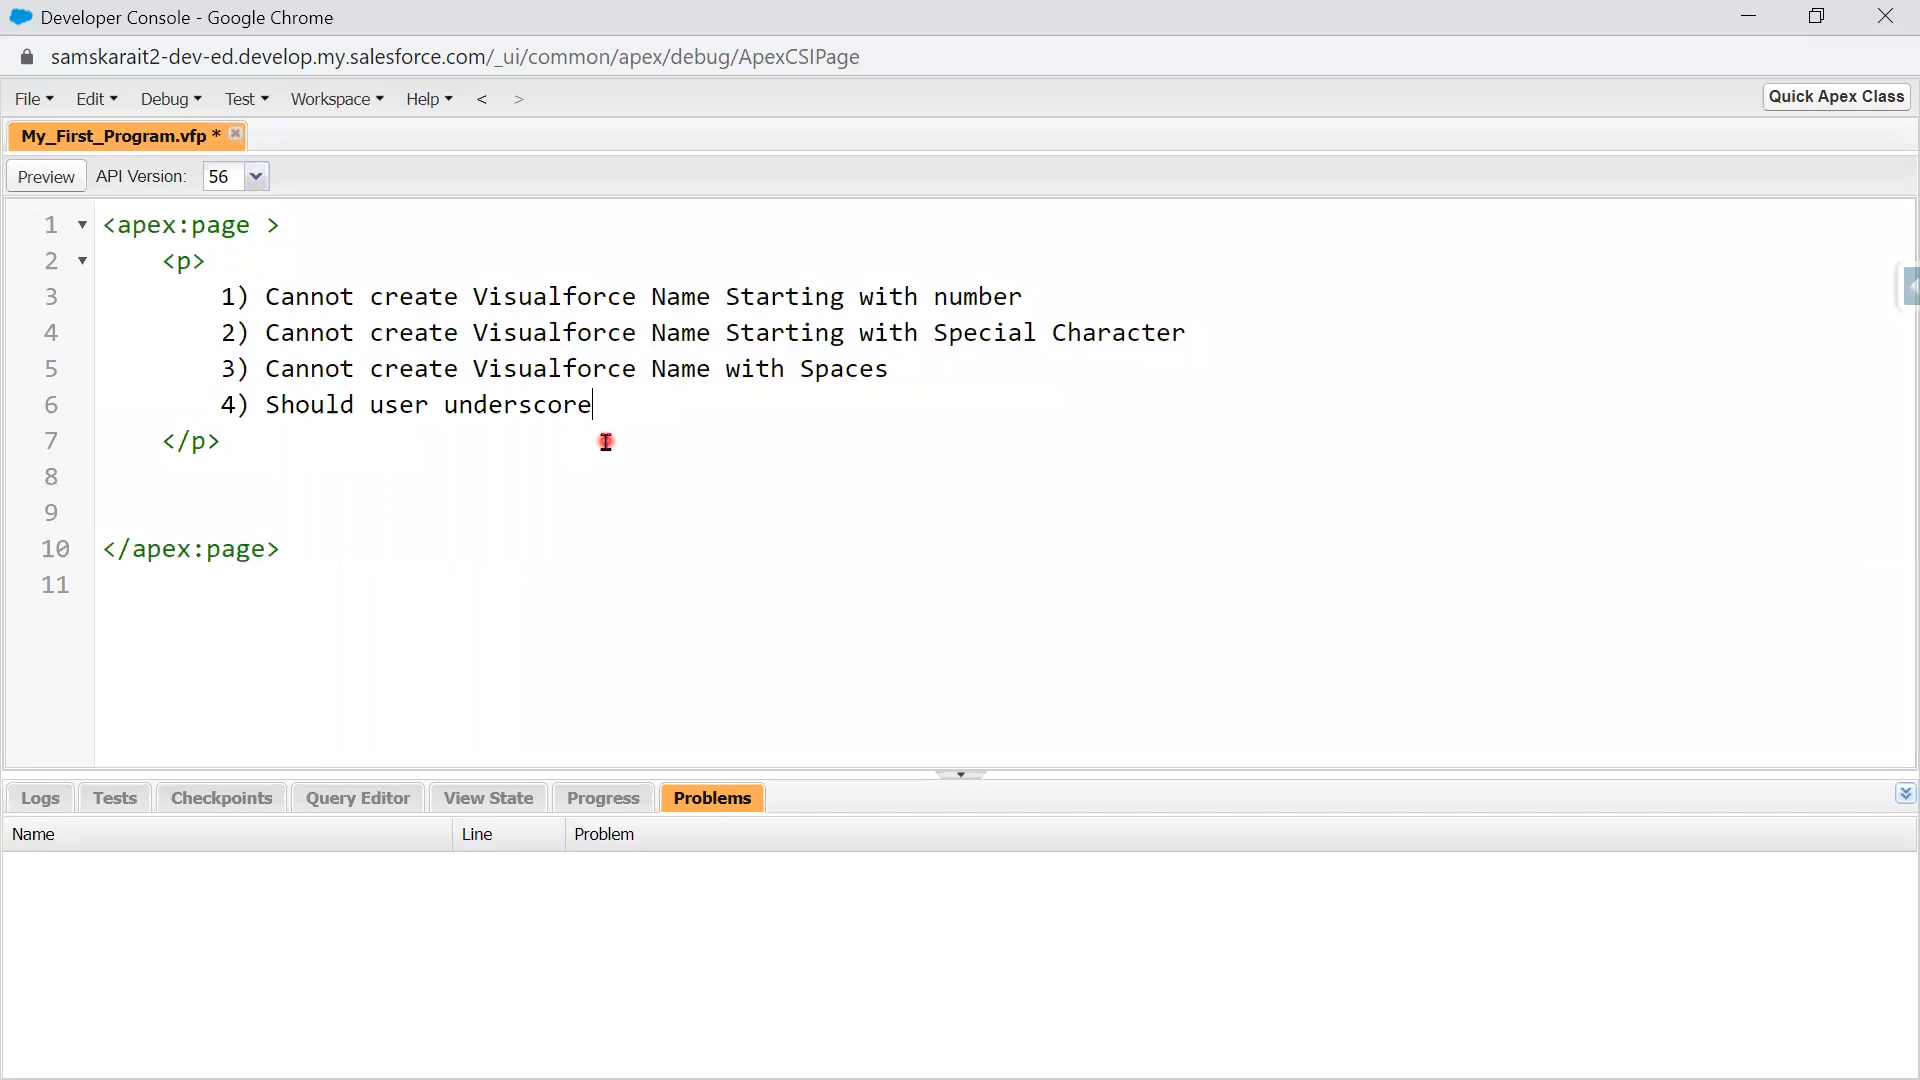 Developer Console - Google Chrome
samskarait2-dev-ed.develop.my.salesforce.com/_ui/common/apex/debug/ApexCSIPage
File Edit Debug Test Workspace Help < > Quick Apex Class
My_First_Program.vfp *
Preview API Version: 56
1 <apex:page >
2 <p>
3 1) Cannot create Visualforce Name Starting with number
4 2) Cannot create Visualforce Name Starting with Special Character
5 3) Cannot create Visualforce Name with Spaces
6 4) Should user underscore
7 </p>
8
9
10 </apex:page>
11
Logs Tests Checkpoints Query Editor View State Progress Problems
Name Line Problem